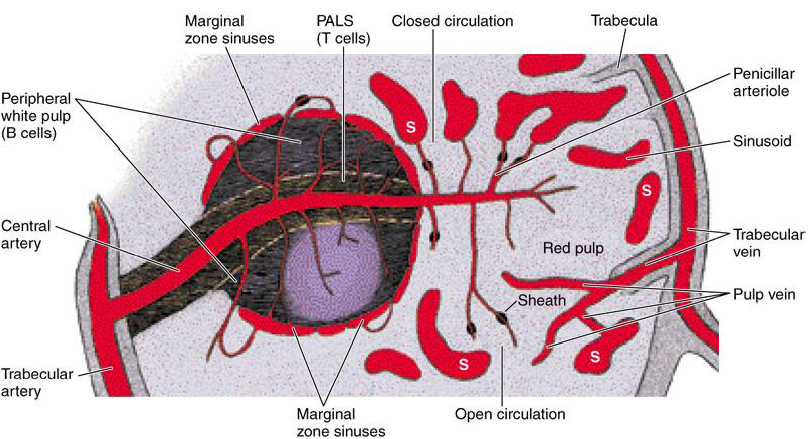 Marginal
zone sinuses
PALS
(T cells)
Closed circulation
Trabecula
Peripheral
white pulp
(B cells)
Penicillar
arteriole
S
Sinusoid
S
Central
artery
Red pulp
Trabecular
vein
Sheath
Pulp vein
S
S
Trabecular
artery
Marginal
zone sinuses
Open circulation